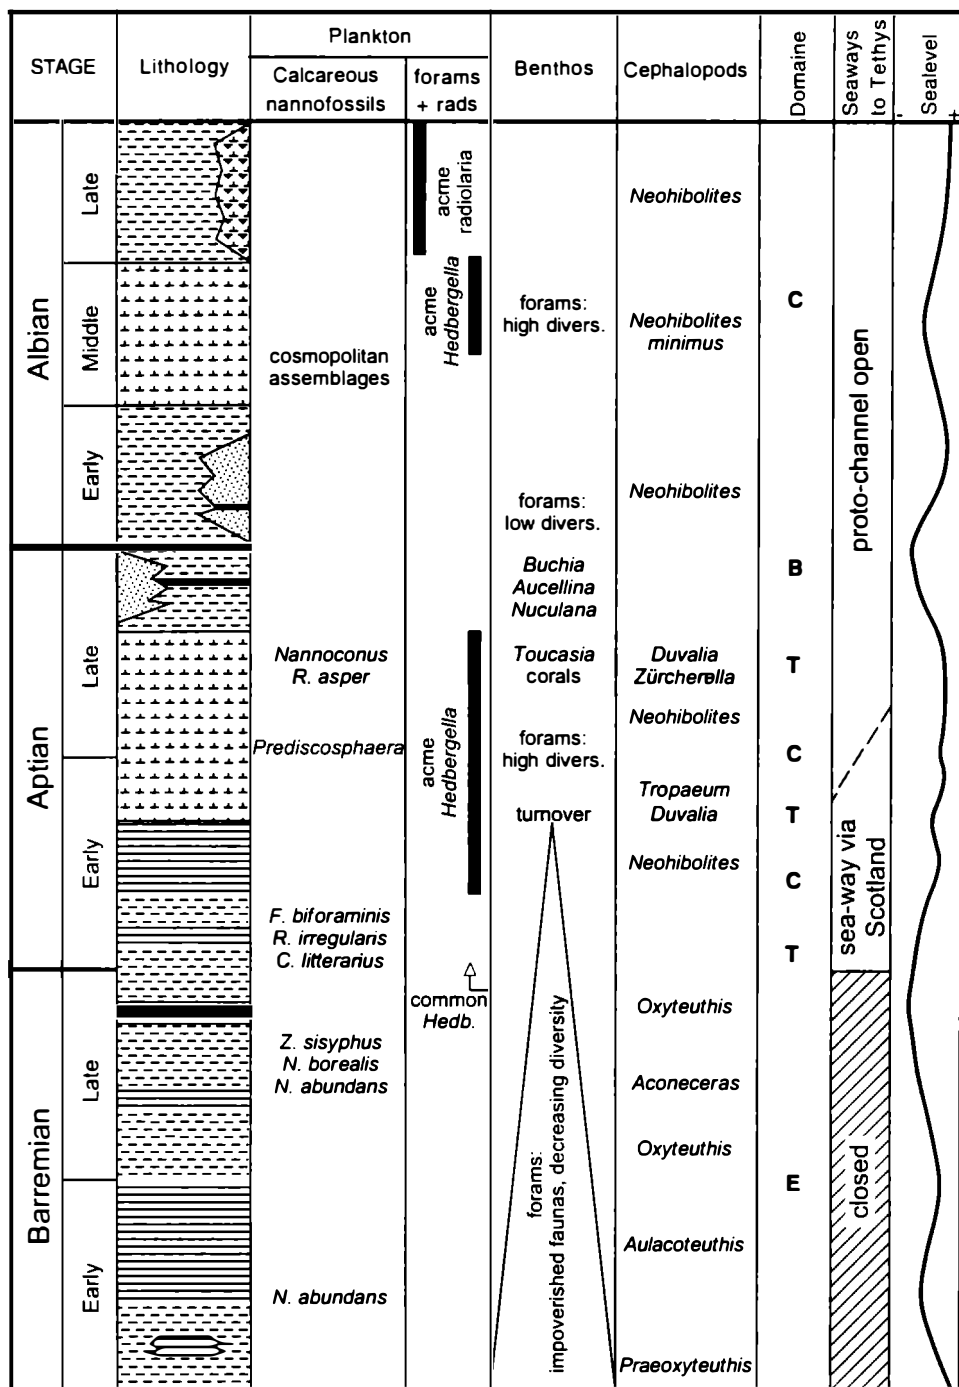 STAGE
Lithology
Plankton
Calcareous
nannofossils
forams
+ rads
Benthos
Cephalopods
Domaine
Seaways
to Tethys
Sealevel
- +
Albian
Late
Middle
Early
Aptian
Late
Early
Barremian
Late
Early
cosmopolitan
assemblages
Nannoconus
R. asper
Prediscosphaera
F. biforaminis
R. irregularis
C. litterarius
Z. sisyphus
N. borealis
N. abundans
N. abundans
acme
radiolaria
acme
Hedbergella
acme
Hedbergella
common
Hedb.
forams:
high divers.
forams:
low divers.
Buchia
Aucellina
Nuculana
Toucasia
corals
forams:
high divers.
turnover
forams:
impoverished faunas, decreasing diversity
Neohibolites
Neohibolites
minimus
Neohibolites
Duvalia
Zürcherella
Neohibolites
Tropaeum
Duvalia
Neohibolites
Oxyteuthis
Aconeceras
Oxyteuthis
Aulacoteuthis
Praeoxyteuthis
C
B
T
C
T
C
T
E
proto-channel open
sea-way via
Scotland
closed